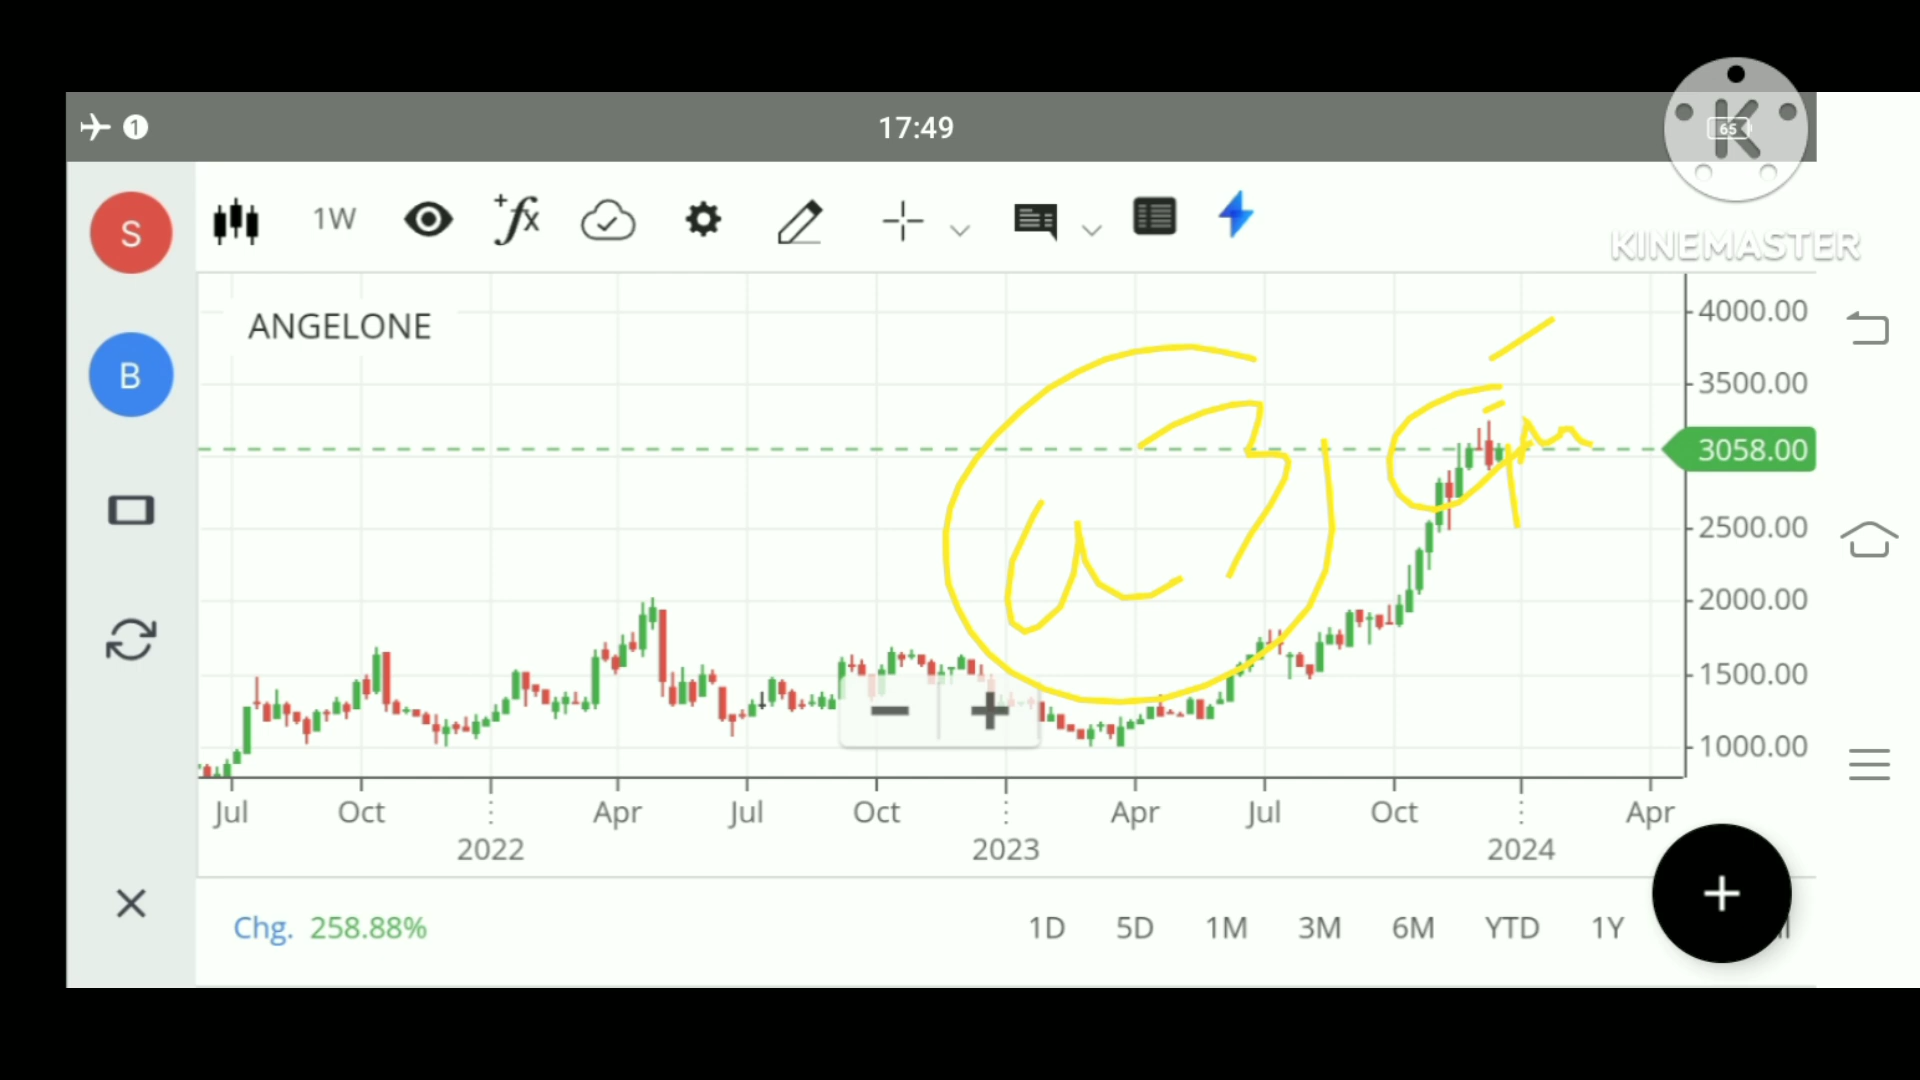 17:49
65
K
KINEMASTER
S
1W
+fx
B
ANGELONE
4000.00
3500.00
3058.00
2500.00
2000.00
1500.00
1000.00
Jul Oct Apr Jul Oct Apr Jul Oct Apr
2022 2023 2024
Chg. 258.88% 1D 5D 1M 3M 6M YTD 1Y